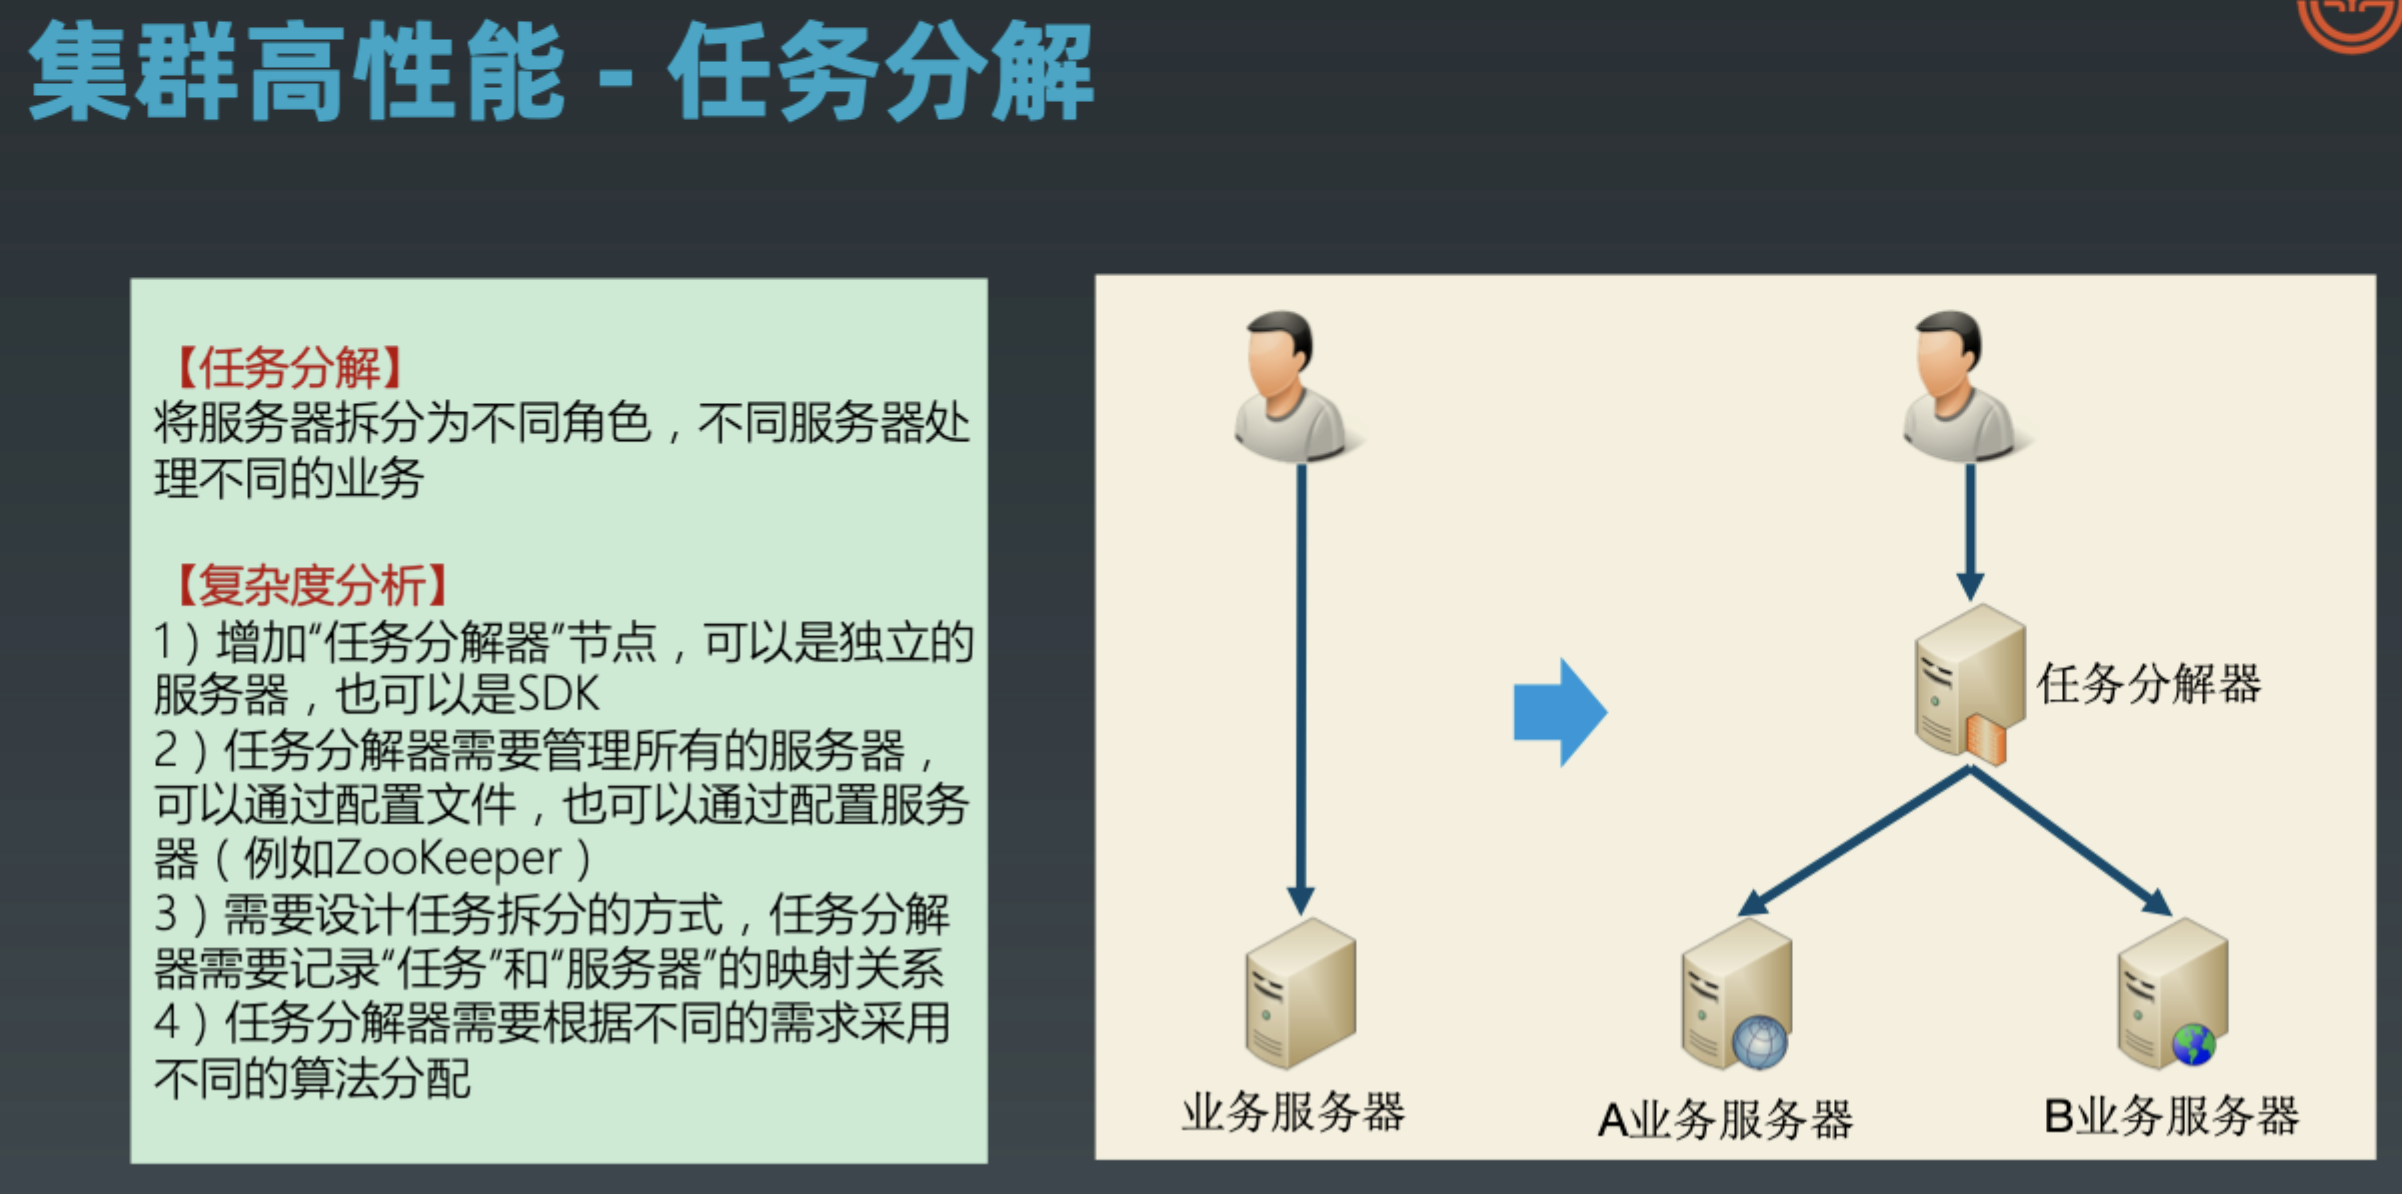 集群高性能 - 任务分解
【任务分解】
将服务器拆分为不同角色，不同服务器处
理不同的业务
【复杂度分析】
1）增加“任务分解器”节点，可以是独立的
服务器，也可以是SDK
2）任务分解器需要管理所有的服务器，
可以通过配置文件，也可以通过配置服务
器（例如ZooKeeper）
3）需要设计任务拆分的方式，任务分解
器需要记录“任务”和“服务器”的映射关系
4）任务分解器需要根据不同的需求采用
不同的算法分配
任务分解器
业务服务器
A业务服务器
B业务服务器